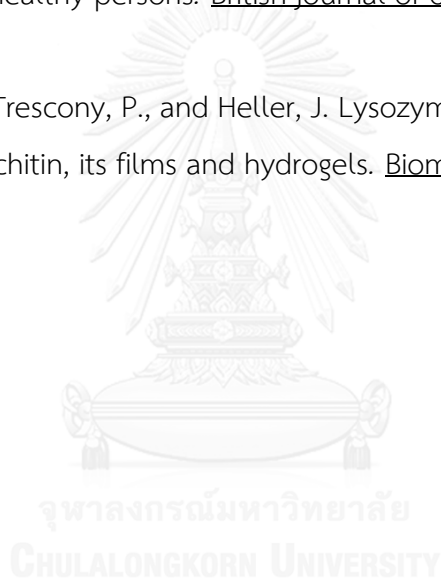 healthy persons. British Journal of
Trescony, P., and Heller, J. Lysozym
chitin, its films and hydrogels. Biom
จุฬาลงกรณ์มหาวิทยาลัย
CHULALONGKORN UNIVERSITY